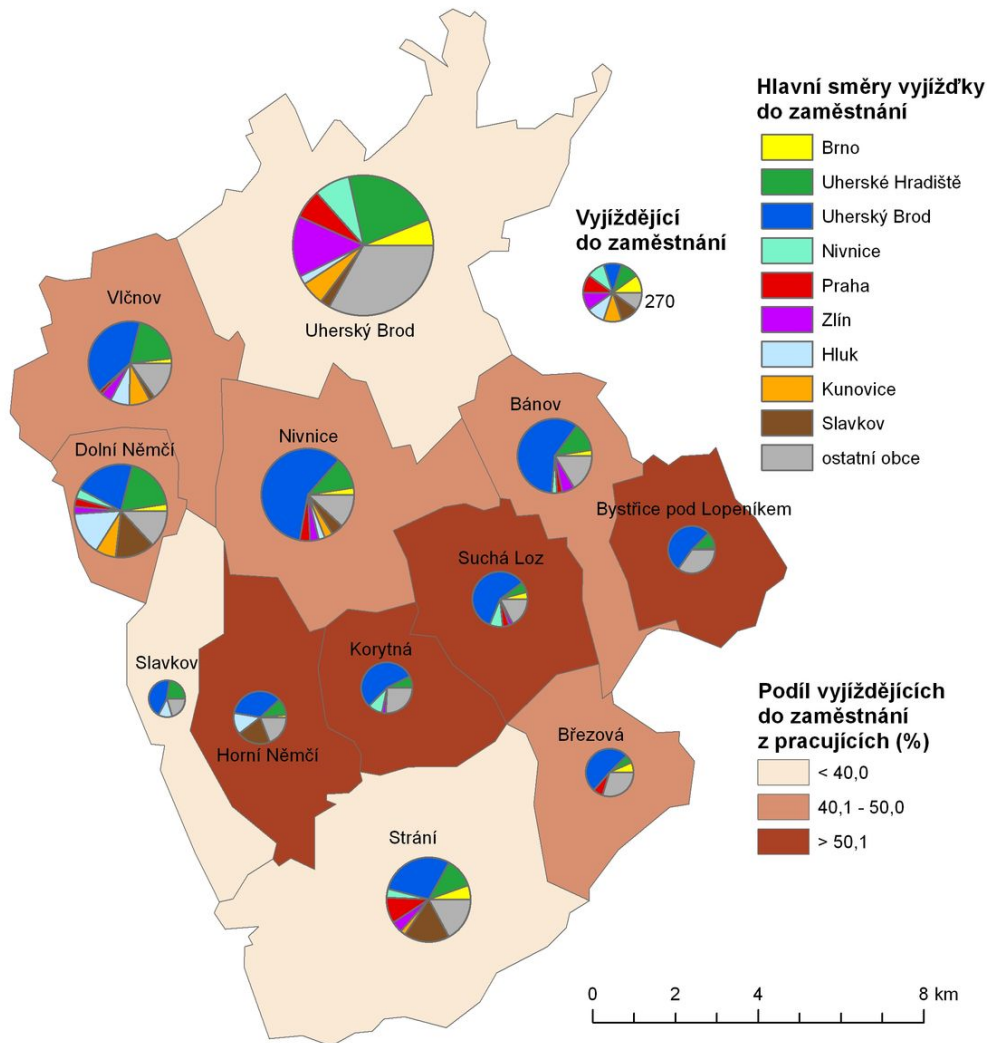 Hlavní směry vyjížďky
do zaměstnání
Brno
Uherské Hradiště
Uherský Brod
Nivnice
Praha
Zlín
Hluk
Kunovice
Slavkov
ostatní obce
Vyjíždějící
do zaměstnání
270
Vlčnov
Uherský Brod
Dolní Němčí
Nivnice
Bánov
Bystřice pod Lopeníkem
Suchá Loz
Korytná
Slavkov
Horní Němčí
Březová
Strání
Podíl vyjíždějících
do zaměstnání
z pracujících (%)
< 40,0
40,1 - 50,0
> 50,1
0 2 4 8 km